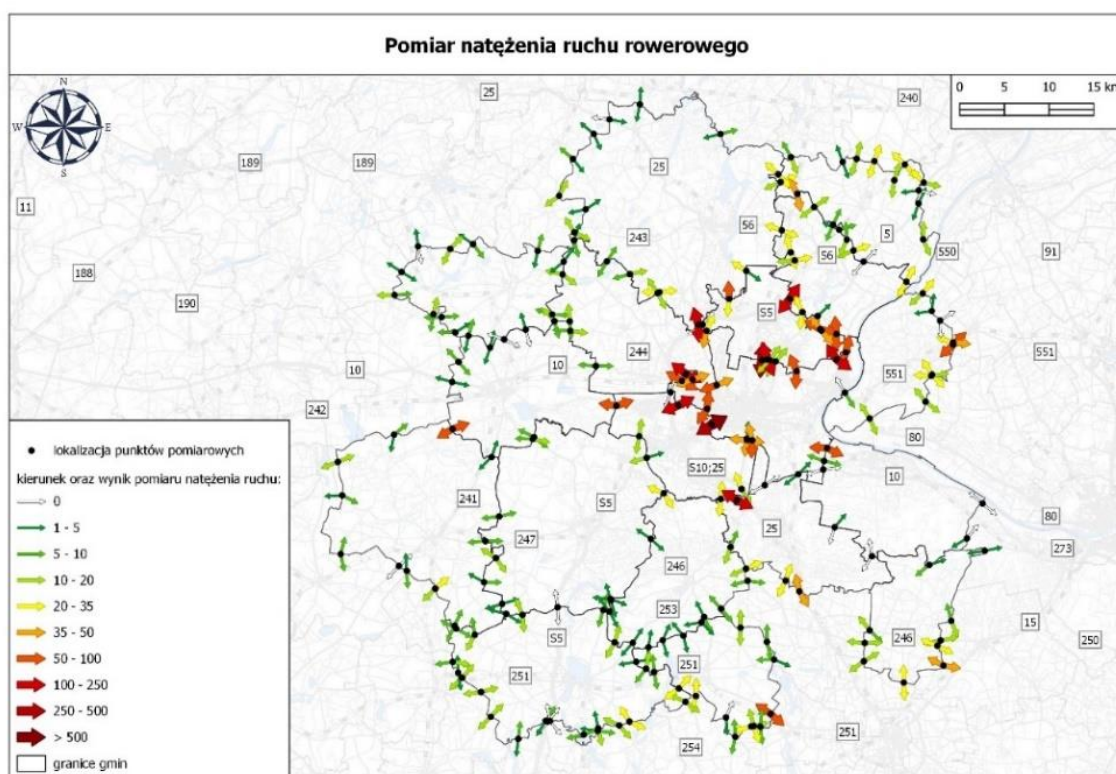 Pomiar natężenia ruchu rowerowego
N
W E
S
0 5 10 15 km
25
240
189
189
25
11
56
5
243
56
550
91
188
190
S5
244
10
551
551
10
242
80
S10;25
10
241
S5
25
80
247
246
273
253
15
S5
246
250
251
251
251
254
lokalizacja punktów pomiarowych
kierunek oraz wynik pomiaru natężenia ruchu:
0
1 - 5
5 - 10
10 - 20
20 - 35
35 - 50
50 - 100
100 - 250
250 - 500
> 500
granice gmin